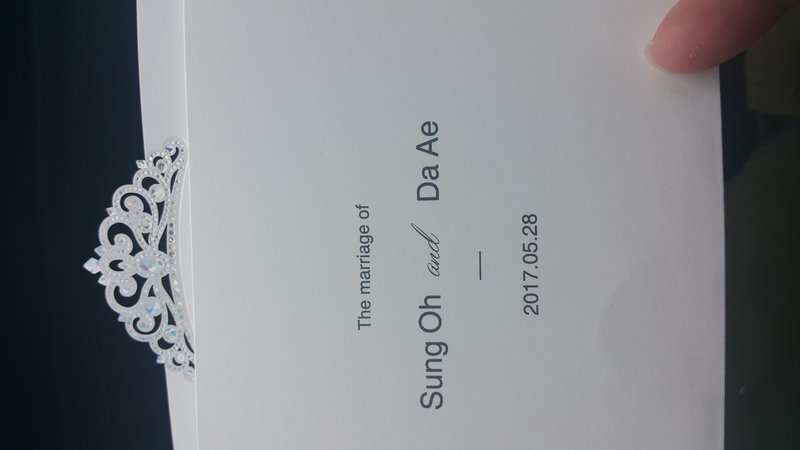 The marriage of
Sung Oh and Da Ae
2017.05.28